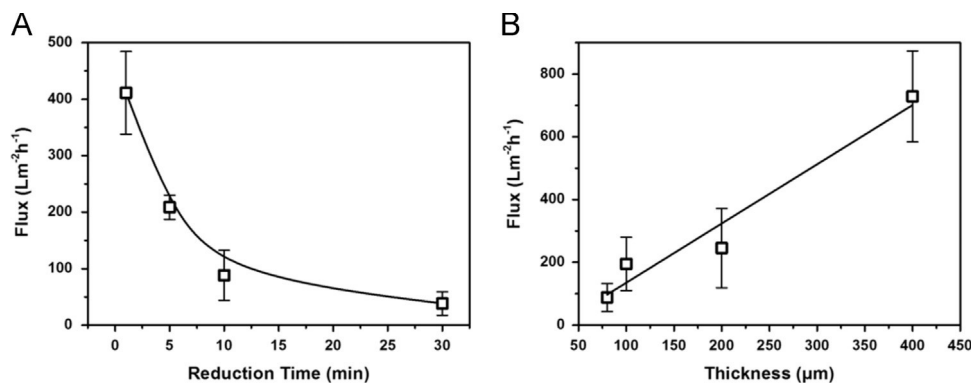 A
500
400
300
200
100
0
Flux (Lm⁻²h⁻¹)
0 5 10 15 20 25 30
Reduction Time (min)
B
800
600
400
200
0
Flux (Lm⁻²h⁻¹)
50 100 150 200 250 300 350 400 450
Thickness (µm)